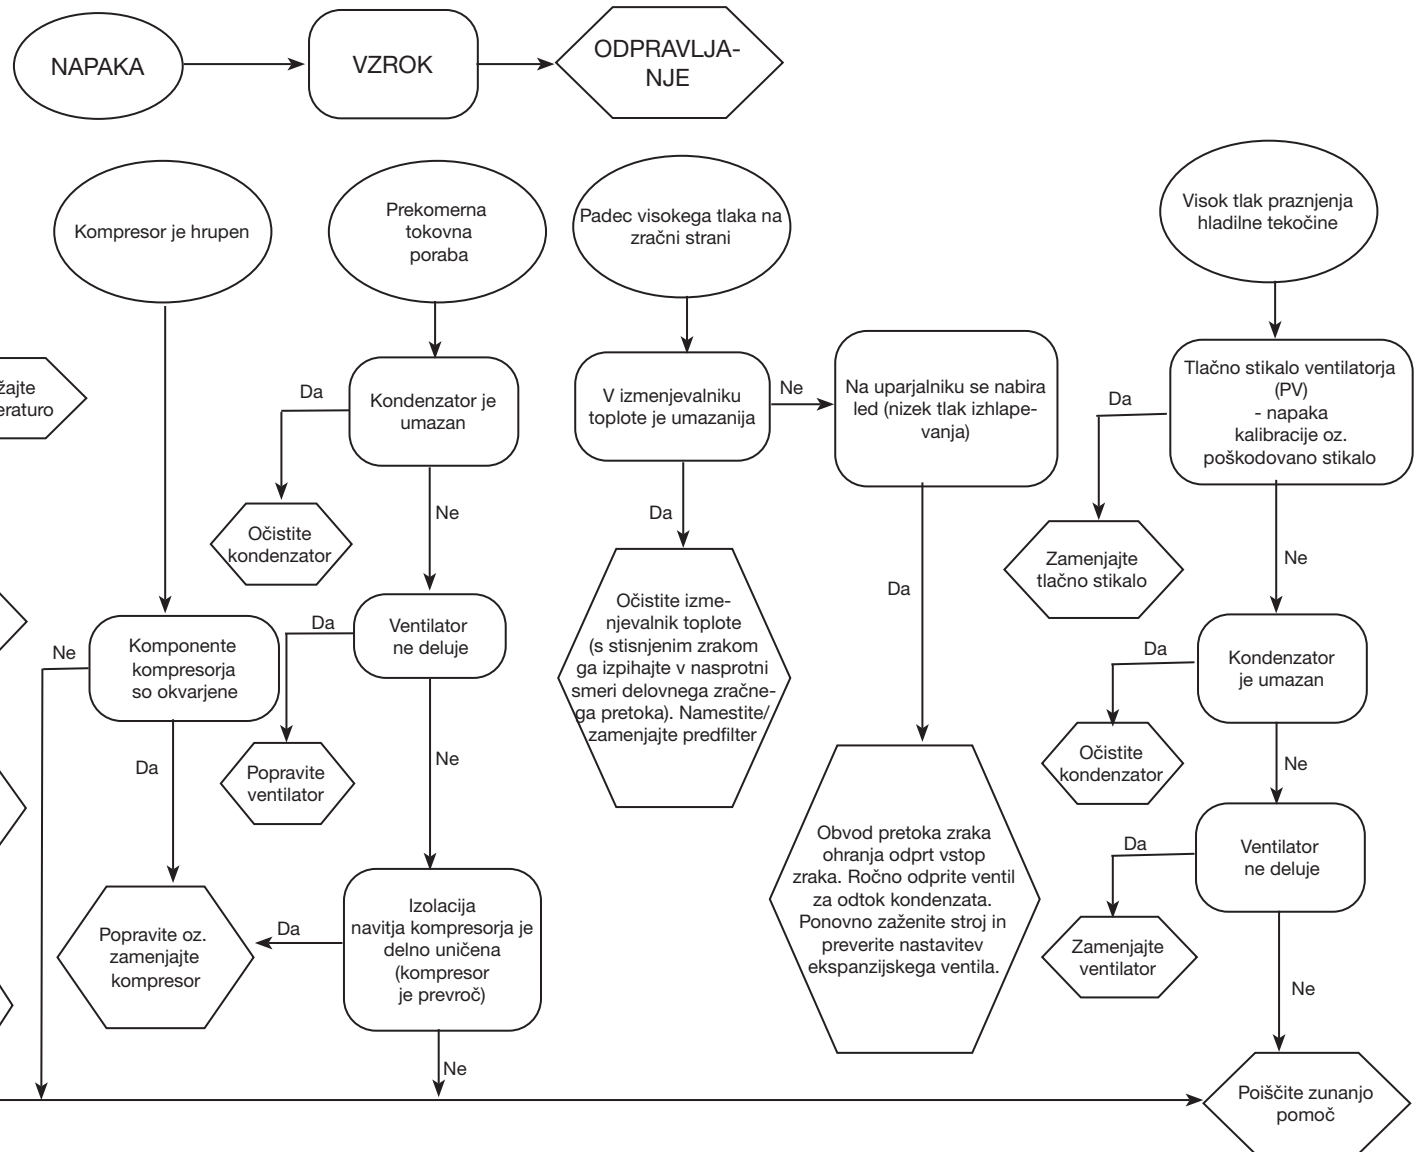 NAPAKA
VZROK
ODPRAVLJA-
NJE
Kompresor je hrupen
Prekomerna
tokovna
poraba
Padec visokega tlaka na
zračni strani
Visok tlak praznjenja
hladilne tekočine
žajte
eraturo
Da
Kondenzator je
umazan
V izmenjevalniku
toplote je umazanija
Ne
Na uparjalniku se nabira
led (nizek tlak izhlape-
vanja)
Da
Tlačno stikalo ventilatorja
(PV)
- napaka
kalibracije oz.
poškodovano stikalo
Očistite
kondenzator
Ne
Da
Da
Zamenjajte
tlačno stikalo
Ne
Ne
Komponente
kompresorja
so okvarjene
Da
Ventilator
ne deluje
Očistite izme-
njevalnik toplote
(s stisnjenim zrakom
ga izpihajte v nasprotni
smeri delovnega zračne-
ga pretoka). Namestite/
zamenjajte predfilter
Da
Kondenzator
je umazan
Da
Popravite
ventilator
Ne
Očistite
kondenzator
Ne
Obvod pretoka zraka
ohranja odprt vstop
zraka. Ročno odprite ventil
za odtok kondenzata.
Ponovno zaženite stroj in
preverite nastavitev
ekspanzijskega ventila.
Da
Ventilator
ne deluje
Popravite oz.
zamenjajte
kompresor
Da
Izolacija
navitja kompresorja je
delno uničena
(kompresor
je prevroč)
Zamenjajte
ventilator
Ne
Ne
Poiščite zunanjo
pomoč